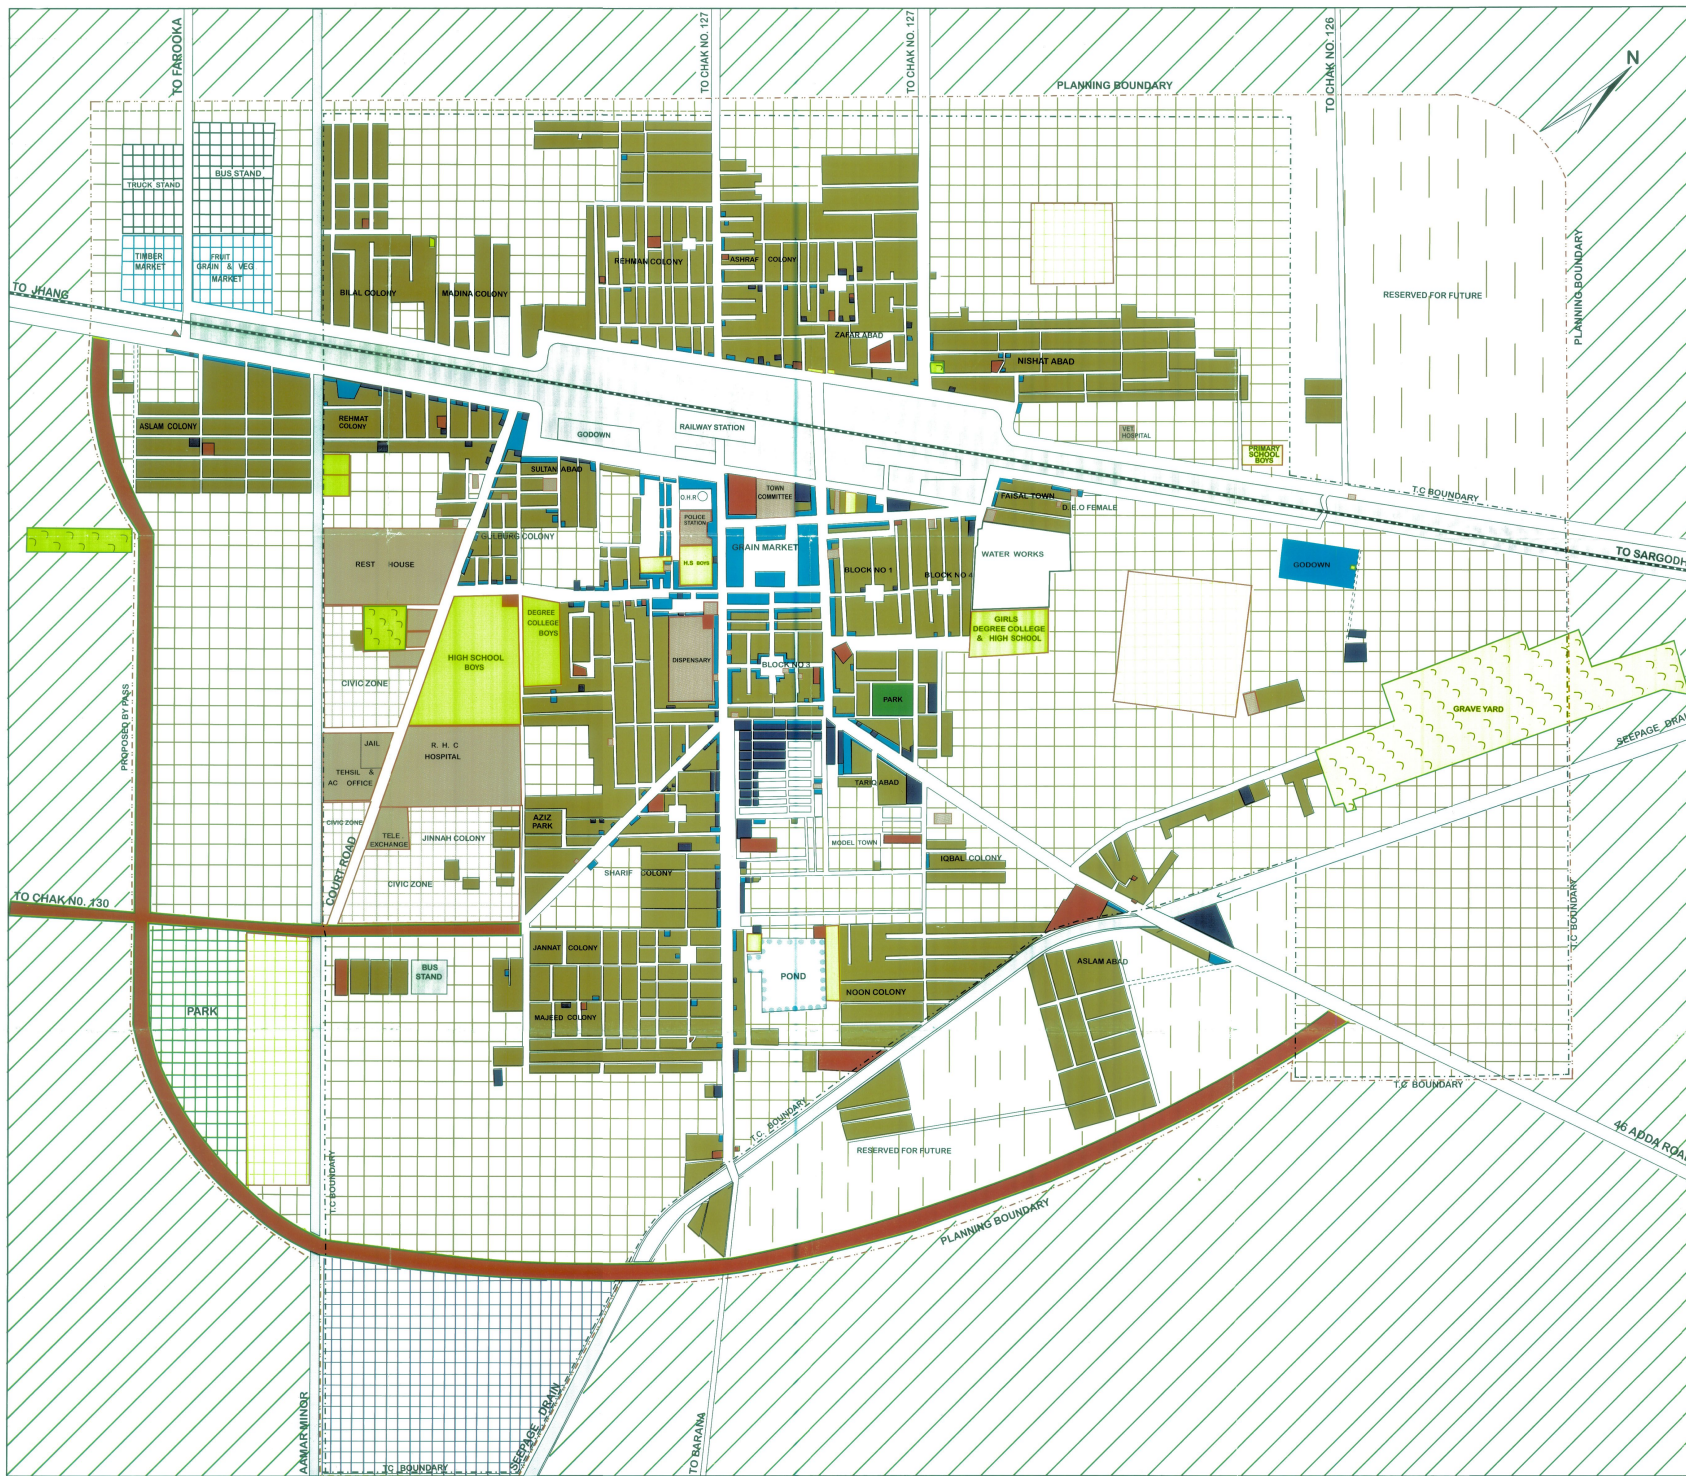 TO FAROOKA
TO CHAK NO. 127
TO CHAK NO. 127
TO CHAK NO. 126
N
PLANNING BOUNDARY
BUS STAND
TRUCK STAND
TIMBER
MARKET
FRUIT
GRAIN & VEG
MARKET
TO JHANG
BILAL COLONY
MADINA COLONY
REHMAN COLONY
ASHRAF COLONY
ZAFAR ABAD
NISHAT ABAD
RESERVED FOR FUTURE
PLANNING BOUNDARY
ASLAM COLONY
REHMAT
COLONY
GODOWN
RAILWAY STATION
VET
HOSPITAL
PRIMARY
SCHOOL
BOYS
SULTAN ABAD
O.H.R
TOWN
COMMITTEE
POLICE
STATION
FAISAL TOWN
D.E.O FEMALE
T.C BOUNDARY
GULBURG COLONY
GRAIN MARKET
WATER WORKS
TO SARGODH
REST HOUSE
H.S BOYS
BLOCK NO 1
BLOCK NO 4
GODOWN
DEGREE
COLLEGE
BOYS
GIRLS
DEGREE COLLEGE
& HIGH SCHOOL
HIGH SCHOOL
BOYS
DISPENSARY
BLOCK NO 3
CIVIC ZONE
PARK
GRAVE YARD
SEEPAGE DRAI
PROPOSED BY PASS
JAIL
TEHSIL &
AC OFFICE
R. H. C
HOSPITAL
TARIQ ABAD
CIVIC ZONE
TELE.
EXCHANGE
JINNAH COLONY
AZIZ
PARK
MODEL TOWN
IQBAL COLONY
SHARIF COLONY
CIVIC ZONE
COURT ROAD
TO CHAK NO. 130
T.C BOUNDARY
JANNAT COLONY
BUS
STAND
POND
ASLAM ABAD
NOON COLONY
PARK
MAJEED COLONY
T.C BOUNDARY
T.C. BOUNDARY
46 ADDA ROAD
RESERVED FOR FUTURE
T.C BOUNDARY
PLANNING BOUNDARY
AAMAR MINOR
SEEPAGE DRAIN
TO BARANA
T.C BOUNDARY